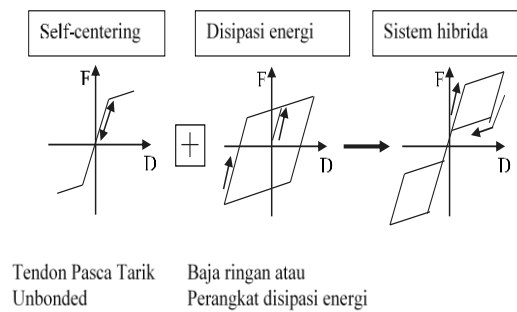 Self-centering
Disipasi energi
Sistem hibrida
F
D
+
F
D
F
D
Tendon Pasca Tarik
Unbonded
Baja ringan atau
Perangkat disipasi energi